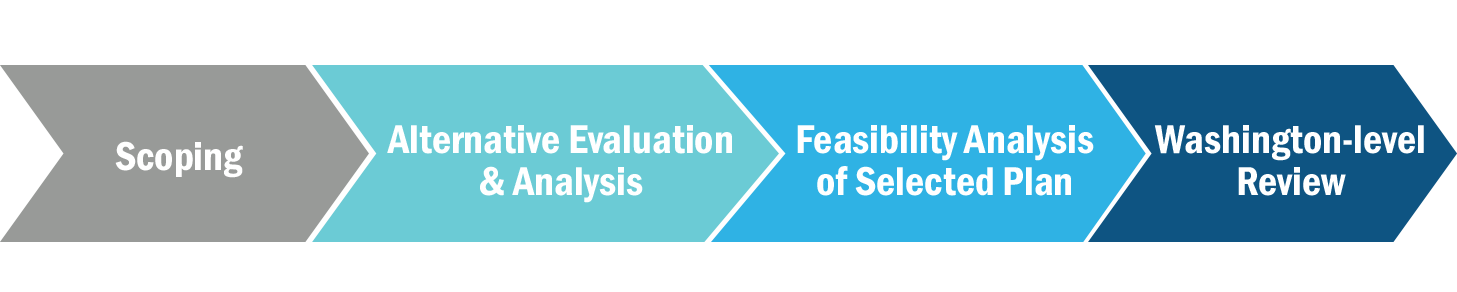 Scoping
Alternative Evaluation
& Analysis
Feasibility Analysis
of Selected Plan
Washington-level
Review